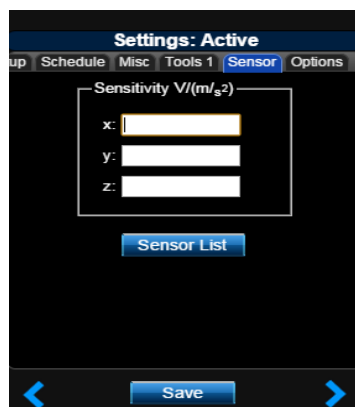 Settings: Active
up Schedule Misc Tools 1 Sensor Options
Sensitivity V/(m/s²)
x:
y:
z:
Sensor List
Save